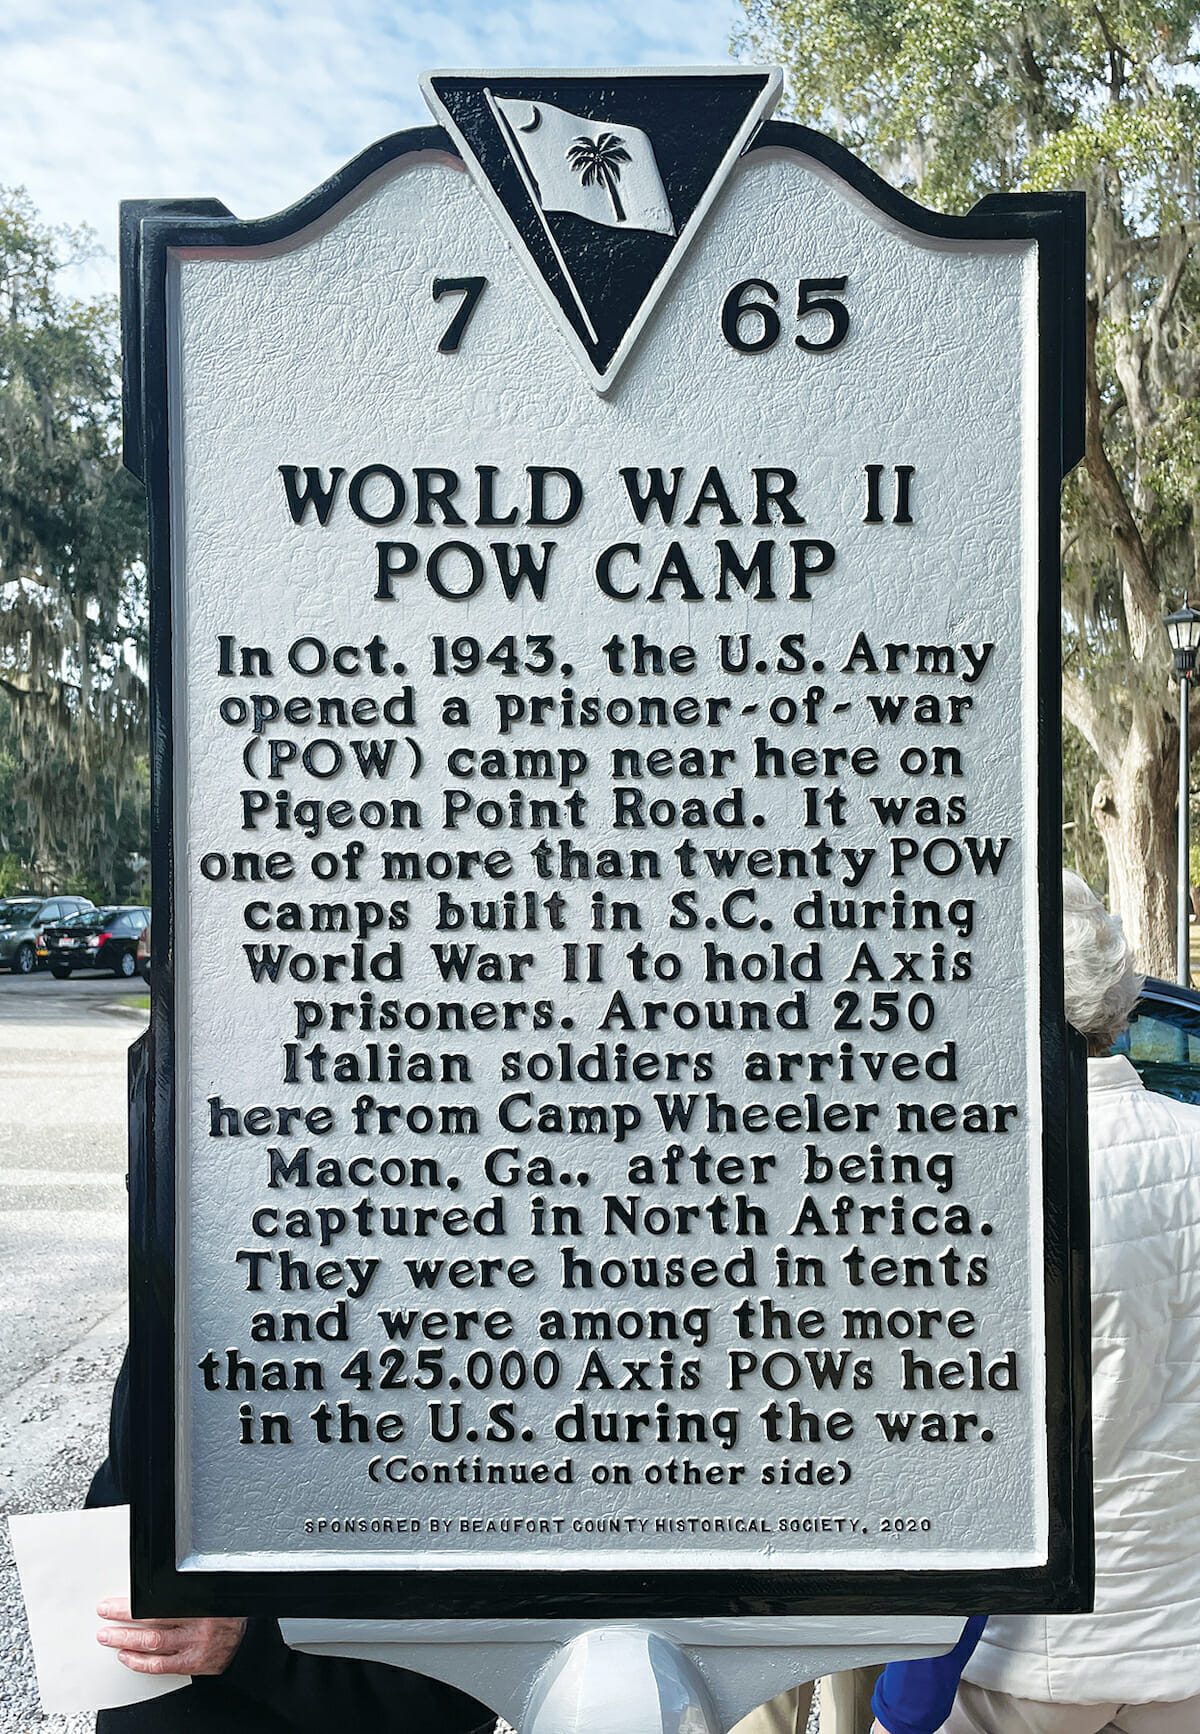 7 65
WORLD WAR II
POW CAMP
In Oct. 1943, the U.S. Army
opened a prisoner-of-war
(POW) camp near here on
Pigeon Point Road. It was
one of more than twenty POW
camps built in S.C. during
World War II to hold Axis
prisoners. Around 250
Italian soldiers arrived
here from Camp Wheeler near
Macon, Ga., after being
captured in North Africa.
They were housed in tents
and were among the more
than 425,000 Axis POWs held
in the U.S. during the war.
(Continued on other side)
SPONSORED BY BEAUFORT COUNTY HISTORICAL SOCIETY, 2020